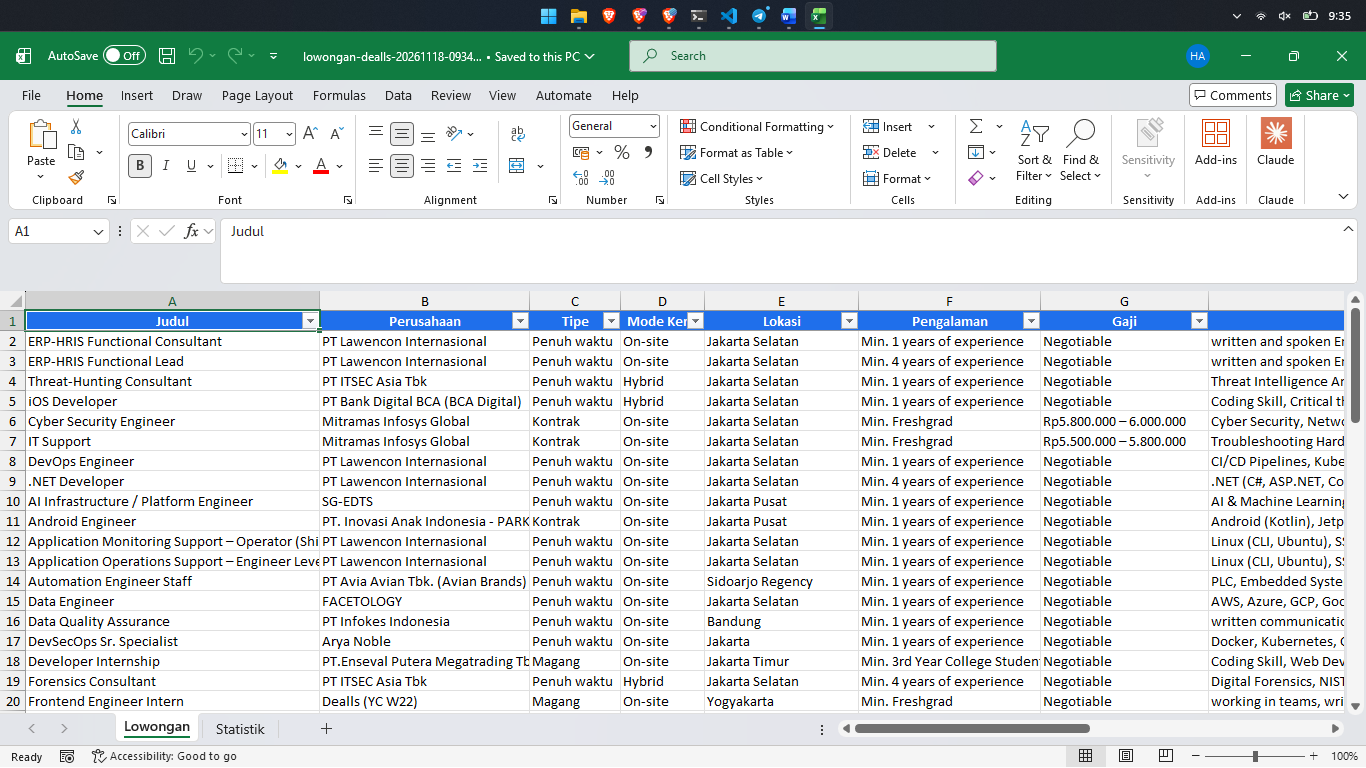 9:35
AutoSave Off lowongan-dealls-20261118-0934... • Saved to this PC Search HA
File Home Insert Draw Page Layout Formulas Data Review View Automate Help Comments Share
Paste Calibri 11 General Conditional Formatting Insert Sort & Filter Find & Select Sensitivity Add-ins Claude
B I U ab % Format as Table Delete
Cell Styles Format
Clipboard Font Alignment Number Styles Cells Editing Sensitivity Add-ins Claude
A1 fx Judul
A B C D E F G
1 Judul Perusahaan Tipe Mode Ker Lokasi Pengalaman Gaji
2 ERP-HRIS Functional Consultant PT Lawencon Internasional Penuh waktu On-site Jakarta Selatan Min. 1 years of experience Negotiable written and spoken En
3 ERP-HRIS Functional Lead PT Lawencon Internasional Penuh waktu On-site Jakarta Selatan Min. 4 years of experience Negotiable written and spoken En
4 Threat-Hunting Consultant PT ITSEC Asia Tbk Penuh waktu Hybrid Jakarta Selatan Min. 1 years of experience Negotiable Threat Intelligence An
5 iOS Developer PT Bank Digital BCA (BCA Digital) Penuh waktu Hybrid Jakarta Selatan Min. 1 years of experience Negotiable Coding Skill, Critical th
6 Cyber Security Engineer Mitramas Infosys Global Kontrak On-site Jakarta Selatan Min. Freshgrad Rp5.800.000 – 6.000.000 Cyber Security, Netwo
7 IT Support Mitramas Infosys Global Kontrak On-site Jakarta Selatan Min. Freshgrad Rp5.500.000 – 5.800.000 Troubleshooting Hard
8 DevOps Engineer PT Lawencon Internasional Penuh waktu On-site Jakarta Selatan Min. 1 years of experience Negotiable CI/CD Pipelines, Kube
9 .NET Developer PT Lawencon Internasional Penuh waktu On-site Jakarta Selatan Min. 4 years of experience Negotiable .NET (C#, ASP.NET, Co
10 AI Infrastructure / Platform Engineer SG-EDTS Penuh waktu On-site Jakarta Pusat Min. 1 years of experience Negotiable AI & Machine Learning
11 Android Engineer PT. Inovasi Anak Indonesia - PARK Kontrak On-site Jakarta Pusat Min. 1 years of experience Negotiable Android (Kotlin), Jetp
12 Application Monitoring Support – Operator (Shi PT Lawencon Internasional Penuh waktu On-site Jakarta Selatan Min. 1 years of experience Negotiable Linux (CLI, Ubuntu), SS
13 Application Operations Support – Engineer Leve PT Lawencon Internasional Penuh waktu On-site Jakarta Selatan Min. 1 years of experience Negotiable Linux (CLI, Ubuntu), SS
14 Automation Engineer Staff PT Avia Avian Tbk. (Avian Brands) Penuh waktu On-site Sidoarjo Regency Min. 1 years of experience Negotiable PLC, Embedded Syste
15 Data Engineer FACETOLOGY Penuh waktu On-site Jakarta Selatan Min. 1 years of experience Negotiable AWS, Azure, GCP, Goo
16 Data Quality Assurance PT Infokes Indonesia Penuh waktu On-site Bandung Min. 1 years of experience Negotiable written communicatio
17 DevSecOps Sr. Specialist Arya Noble Penuh waktu On-site Jakarta Min. 1 years of experience Negotiable Docker, Kubernetes, C
18 Developer Internship PT.Enseval Putera Megatrading Tb Magang On-site Jakarta Timur Min. 3rd Year College Studen Negotiable Coding Skill, Web Dev
19 Forensics Consultant PT ITSEC Asia Tbk Penuh waktu Hybrid Jakarta Selatan Min. 4 years of experience Negotiable Digital Forensics, NIST
20 Frontend Engineer Intern Dealls (YC W22) Magang On-site Yogyakarta Min. Freshgrad Negotiable working in teams, wri
Lowongan Statistik
Ready Accessibility: Good to go 100%